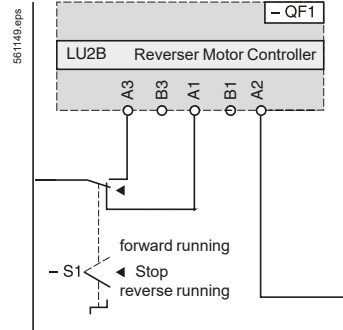 561149.eps
– QF1
LU2B Reverser Motor Controller
A3 B3 A1 B1 A2
forward running
– S1 Stop
reverse running